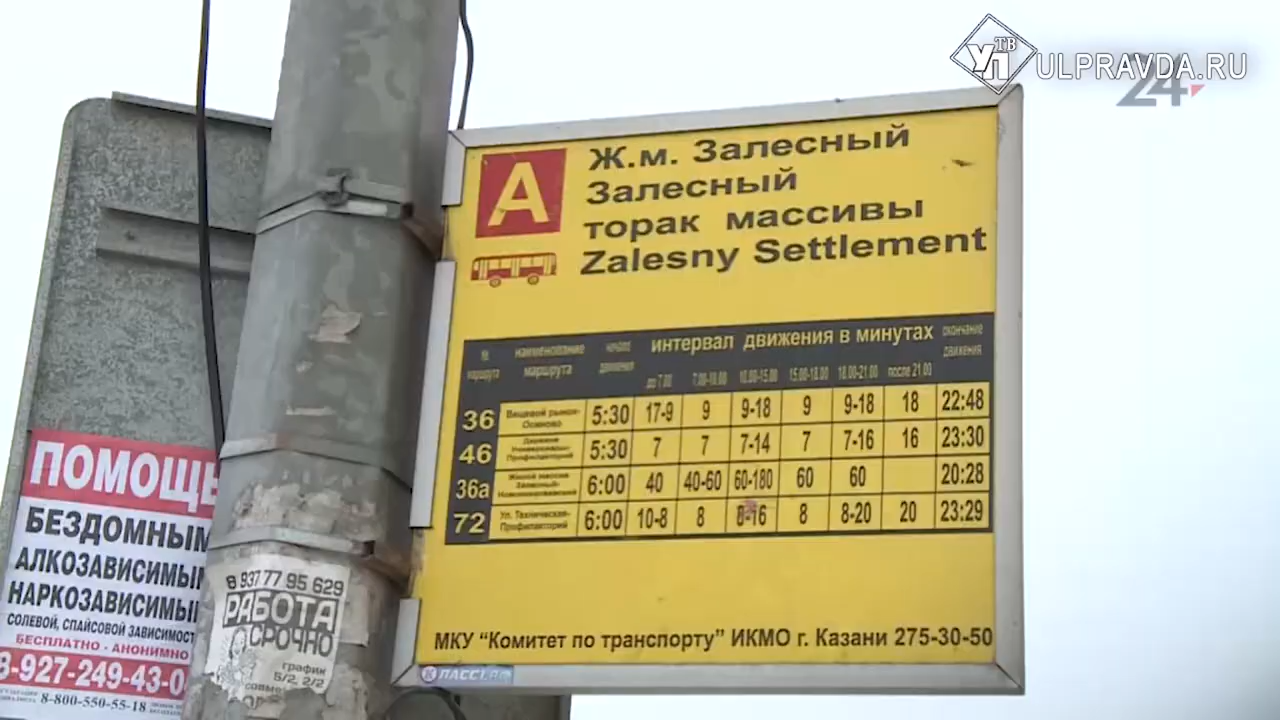 УП ТВ ULPRAVDA.RU
24
А
Ж.м. Залесный
Залесный
торак массивы
Zalesny Settlement
№ маршрута наименование маршрута начало движения интервал движения в минутах окончание движения
до 7.00 7.00-10.00 10.00-15.00 15.00-18.00 18.00-21.00 после 21.00
36 Вещевой рынок- Осиново 5:30 17-9 9 9-18 9 9-18 18 22:48
46 Деревня Универсиады- Профилакторий 5:30 7 7 7-14 7 7-16 16 23:30
36а Жилой массив Залесный- 6:00 40 40-60 60-180 60 60 20:28
72 Ул. Техническая- Профилакторий 6:00 10-8 8 8-16 8 8-20 20 23:29
МКУ “Комитет по транспорту” ИКМО г. Казани 275-30-50
ПОМОЩЬ
БЕЗДОМНЫМ
АЛКОЗАВИСИМЫ
НАРКОЗАВИСИМЫ
СОЛЕВОЙ, СПАЙСОВОЙ ЗАВИСИМОСТ
БЕСПЛАТНО - АНОНИМНО
8-927-249-43-0
8-800-550-55-18
8 937 77 95 629
РАБОТА
СРОЧНО
график
5/2, 2/2